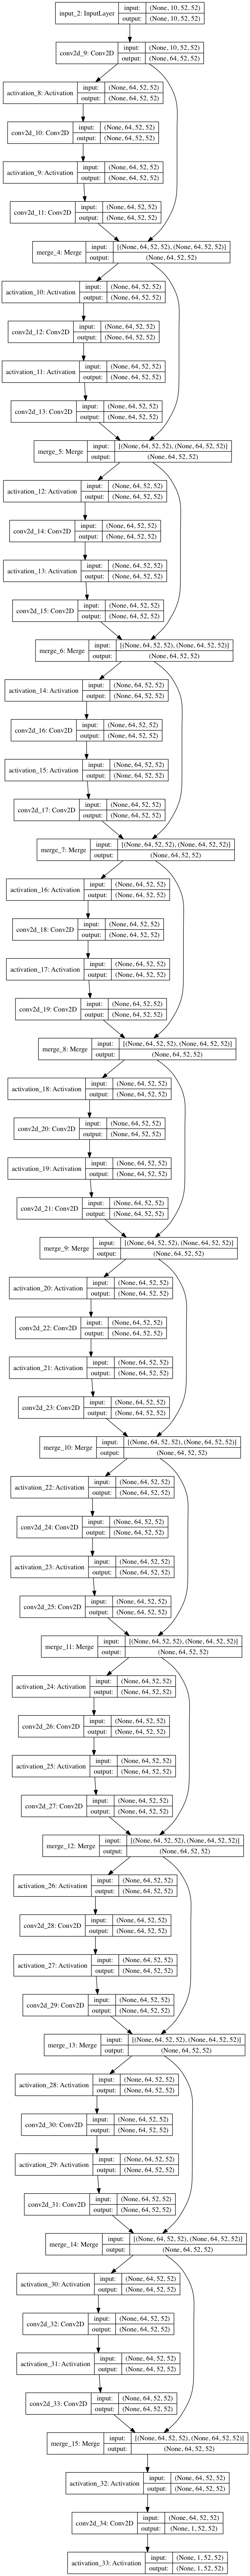 input_2: InputLayer input: (None, 10, 52, 52)
output: (None, 10, 52, 52)
conv2d_9: Conv2D input: (None, 10, 52, 52)
output: (None, 64, 52, 52)
activation_8: Activation input: (None, 64, 52, 52)
output: (None, 64, 52, 52)
conv2d_10: Conv2D input: (None, 64, 52, 52)
output: (None, 64, 52, 52)
activation_9: Activation input: (None, 64, 52, 52)
output: (None, 64, 52, 52)
conv2d_11: Conv2D input: (None, 64, 52, 52)
output: (None, 64, 52, 52)
merge_4: Merge input: [(None, 64, 52, 52), (None, 64, 52, 52)]
output: (None, 64, 52, 52)
activation_10: Activation input: (None, 64, 52, 52)
output: (None, 64, 52, 52)
conv2d_12: Conv2D input: (None, 64, 52, 52)
output: (None, 64, 52, 52)
activation_11: Activation input: (None, 64, 52, 52)
output: (None, 64, 52, 52)
conv2d_13: Conv2D input: (None, 64, 52, 52)
output: (None, 64, 52, 52)
merge_5: Merge input: [(None, 64, 52, 52), (None, 64, 52, 52)]
output: (None, 64, 52, 52)
activation_12: Activation input: (None, 64, 52, 52)
output: (None, 64, 52, 52)
conv2d_14: Conv2D input: (None, 64, 52, 52)
output: (None, 64, 52, 52)
activation_13: Activation input: (None, 64, 52, 52)
output: (None, 64, 52, 52)
conv2d_15: Conv2D input: (None, 64, 52, 52)
output: (None, 64, 52, 52)
merge_6: Merge input: [(None, 64, 52, 52), (None, 64, 52, 52)]
output: (None, 64, 52, 52)
activation_14: Activation input: (None, 64, 52, 52)
output: (None, 64, 52, 52)
conv2d_16: Conv2D input: (None, 64, 52, 52)
output: (None, 64, 52, 52)
activation_15: Activation input: (None, 64, 52, 52)
output: (None, 64, 52, 52)
conv2d_17: Conv2D input: (None, 64, 52, 52)
output: (None, 64, 52, 52)
merge_7: Merge input: [(None, 64, 52, 52), (None, 64, 52, 52)]
output: (None, 64, 52, 52)
activation_16: Activation input: (None, 64, 52, 52)
output: (None, 64, 52, 52)
conv2d_18: Conv2D input: (None, 64, 52, 52)
output: (None, 64, 52, 52)
activation_17: Activation input: (None, 64, 52, 52)
output: (None, 64, 52, 52)
conv2d_19: Conv2D input: (None, 64, 52, 52)
output: (None, 64, 52, 52)
merge_8: Merge input: [(None, 64, 52, 52), (None, 64, 52, 52)]
output: (None, 64, 52, 52)
activation_18: Activation input: (None, 64, 52, 52)
output: (None, 64, 52, 52)
conv2d_20: Conv2D input: (None, 64, 52, 52)
output: (None, 64, 52, 52)
activation_19: Activation input: (None, 64, 52, 52)
output: (None, 64, 52, 52)
conv2d_21: Conv2D input: (None, 64, 52, 52)
output: (None, 64, 52, 52)
merge_9: Merge input: [(None, 64, 52, 52), (None, 64, 52, 52)]
output: (None, 64, 52, 52)
activation_20: Activation input: (None, 64, 52, 52)
output: (None, 64, 52, 52)
conv2d_22: Conv2D input: (None, 64, 52, 52)
output: (None, 64, 52, 52)
activation_21: Activation input: (None, 64, 52, 52)
output: (None, 64, 52, 52)
conv2d_23: Conv2D input: (None, 64, 52, 52)
output: (None, 64, 52, 52)
merge_10: Merge input: [(None, 64, 52, 52), (None, 64, 52, 52)]
output: (None, 64, 52, 52)
activation_22: Activation input: (None, 64, 52, 52)
output: (None, 64, 52, 52)
conv2d_24: Conv2D input: (None, 64, 52, 52)
output: (None, 64, 52, 52)
activation_23: Activation input: (None, 64, 52, 52)
output: (None, 64, 52, 52)
conv2d_25: Conv2D input: (None, 64, 52, 52)
output: (None, 64, 52, 52)
merge_11: Merge input: [(None, 64, 52, 52), (None, 64, 52, 52)]
output: (None, 64, 52, 52)
activation_24: Activation input: (None, 64, 52, 52)
output: (None, 64, 52, 52)
conv2d_26: Conv2D input: (None, 64, 52, 52)
output: (None, 64, 52, 52)
activation_25: Activation input: (None, 64, 52, 52)
output: (None, 64, 52, 52)
conv2d_27: Conv2D input: (None, 64, 52, 52)
output: (None, 64, 52, 52)
merge_12: Merge input: [(None, 64, 52, 52), (None, 64, 52, 52)]
output: (None, 64, 52, 52)
activation_26: Activation input: (None, 64, 52, 52)
output: (None, 64, 52, 52)
conv2d_28: Conv2D input: (None, 64, 52, 52)
output: (None, 64, 52, 52)
activation_27: Activation input: (None, 64, 52, 52)
output: (None, 64, 52, 52)
conv2d_29: Conv2D input: (None, 64, 52, 52)
output: (None, 64, 52, 52)
merge_13: Merge input: [(None, 64, 52, 52), (None, 64, 52, 52)]
output: (None, 64, 52, 52)
activation_28: Activation input: (None, 64, 52, 52)
output: (None, 64, 52, 52)
conv2d_30: Conv2D input: (None, 64, 52, 52)
output: (None, 64, 52, 52)
activation_29: Activation input: (None, 64, 52, 52)
output: (None, 64, 52, 52)
conv2d_31: Conv2D input: (None, 64, 52, 52)
output: (None, 64, 52, 52)
merge_14: Merge input: [(None, 64, 52, 52), (None, 64, 52, 52)]
output: (None, 64, 52, 52)
activation_30: Activation input: (None, 64, 52, 52)
output: (None, 64, 52, 52)
conv2d_32: Conv2D input: (None, 64, 52, 52)
output: (None, 64, 52, 52)
activation_31: Activation input: (None, 64, 52, 52)
output: (None, 64, 52, 52)
conv2d_33: Conv2D input: (None, 64, 52, 52)
output: (None, 64, 52, 52)
merge_15: Merge input: [(None, 64, 52, 52), (None, 64, 52, 52)]
output: (None, 64, 52, 52)
activation_32: Activation input: (None, 64, 52, 52)
output: (None, 64, 52, 52)
conv2d_34: Conv2D input: (None, 64, 52, 52)
output: (None, 1, 52, 52)
activation_33: Activation input: (None, 1, 52, 52)
output: (None, 1, 52, 52)